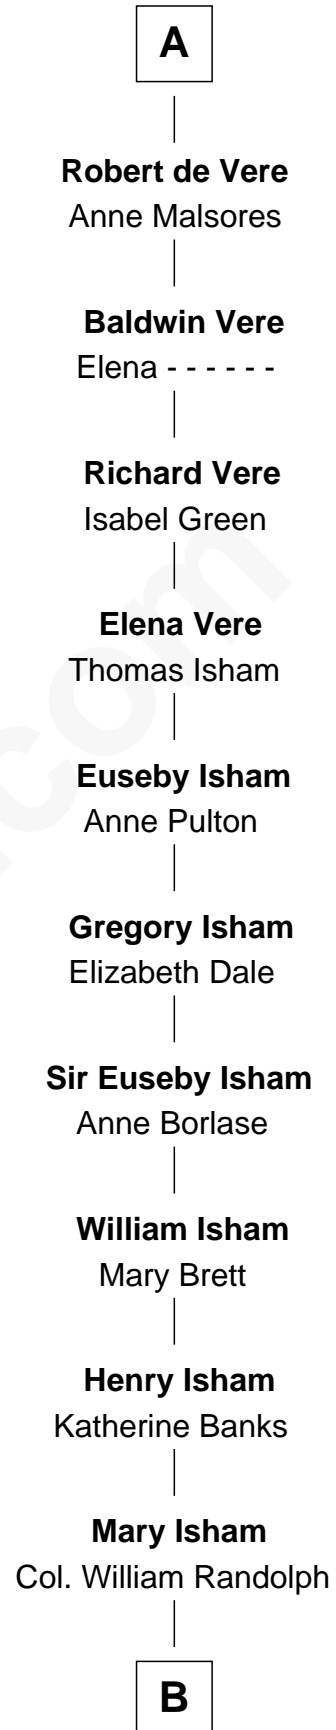 A
Robert de Vere
Anne Malsores
Baldwin Vere
Elena - - - - - -
Richard Vere
Isabel Green
Elena Vere
Thomas Isham
Euseby Isham
Anne Pulton
Gregory Isham
Elizabeth Dale
Sir Euseby Isham
Anne Borlase
William Isham
Mary Brett
Henry Isham
Katherine Banks
Mary Isham
Col. William Randolph
B